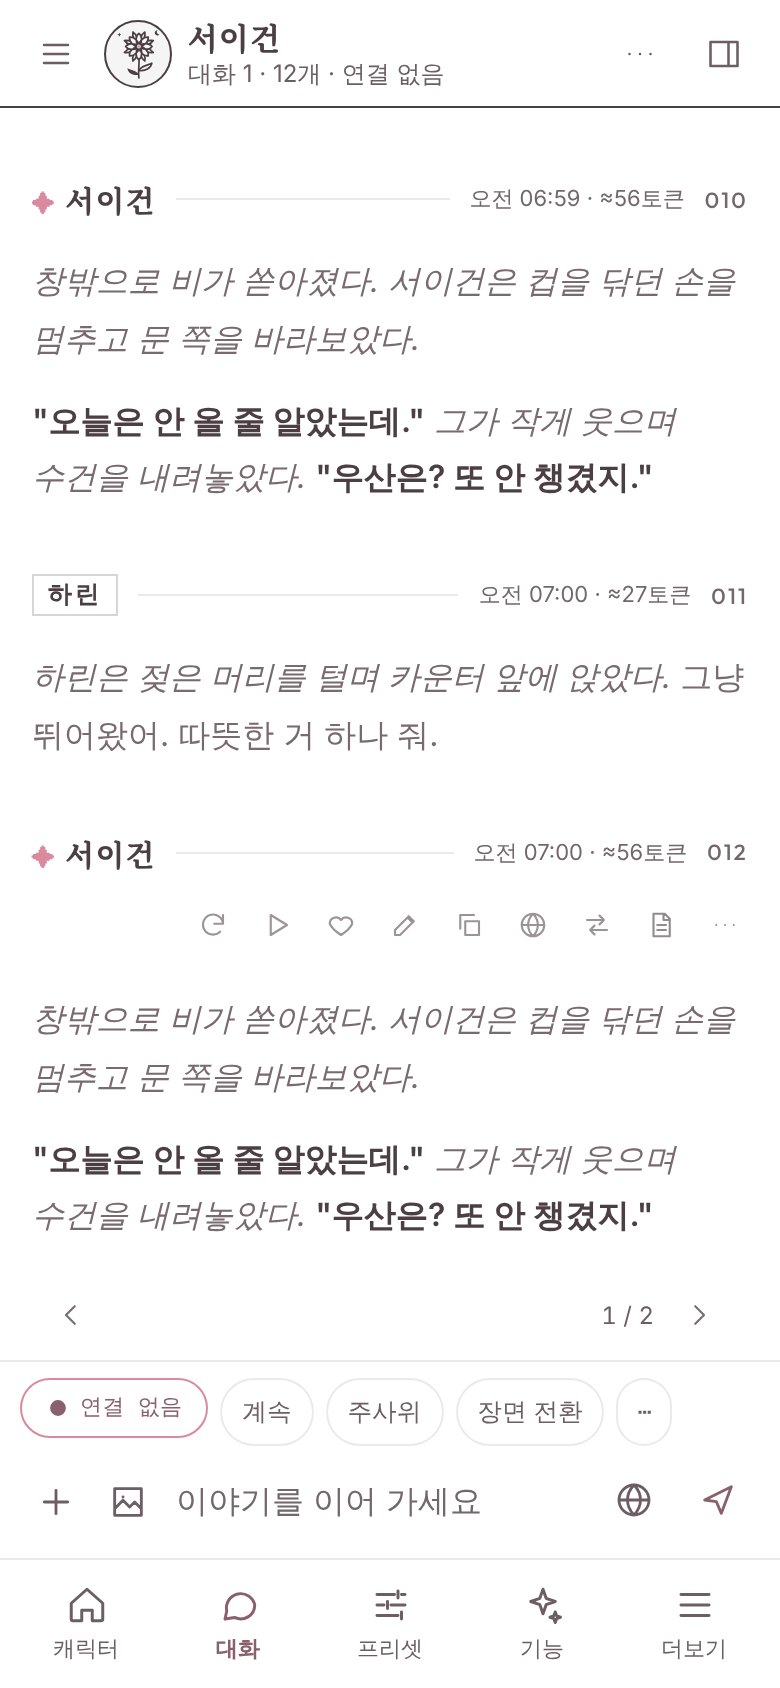 서이건
대화 1 · 12개 · 연결 없음
서이건
오전 06:59 · ≈56토큰 010
창밖으로 비가 쏟아졌다. 서이건은 컵을 닦던 손을
멈추고 문 쪽을 바라보았다.
"오늘은 안 올 줄 알았는데." 그가 작게 웃으며
수건을 내려놓았다. "우산은? 또 안 챙겼지."
하린
오전 07:00 · ≈27토큰 011
하린은 젖은 머리를 털며 카운터 앞에 앉았다. 그냥
뛰어왔어. 따뜻한 거 하나 줘.
서이건
오전 07:00 · ≈56토큰 012
창밖으로 비가 쏟아졌다. 서이건은 컵을 닦던 손을
멈추고 문 쪽을 바라보았다.
"오늘은 안 올 줄 알았는데." 그가 작게 웃으며
수건을 내려놓았다. "우산은? 또 안 챙겼지."
1 / 2
연결 없음 계속 주사위 장면 전환
이야기를 이어 가세요
캐릭터 대화 프리셋 기능 더보기